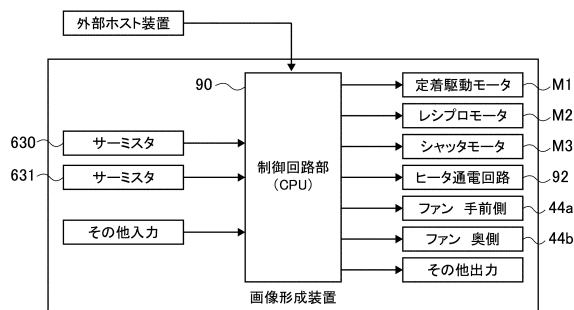 外部ホスト装置
90
定着駆動モータ M1
レシプロモータ M2
630 サーミスタ
シャッタモータ M3
631 サーミスタ
制御回路部
(CPU)
ヒータ通電回路 92
ファン 手前側 44a
その他入力
ファン 奥側 44b
その他出力
画像形成装置